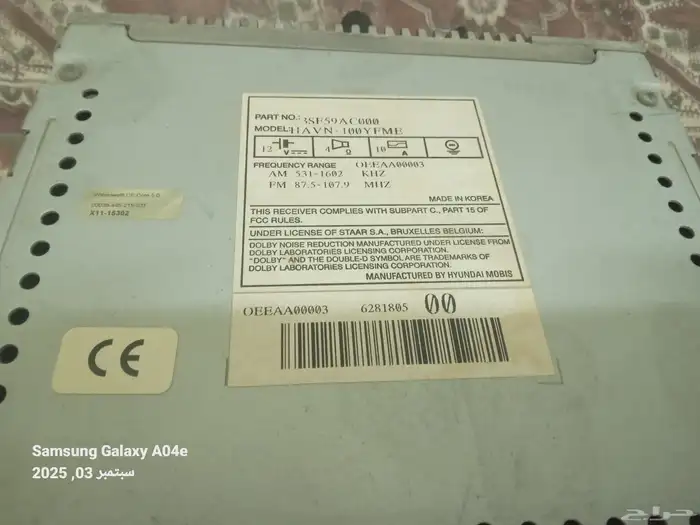 PART NO.: 3SF59AC000
MODEL: HAVN-100YFME
12 V 4 Ω 10 A
FREQUENCY RANGE OEEAA00003
AM 531-1602 KHZ
FM 87.5-107.9 MHZ
MADE IN KOREA
THIS RECEIVER COMPLIES WITH SUBPART C., PART 15 OF
FCC RULES.
UNDER LICENSE OF STAAR S.A., BRUXELLES BELGIUM:
DOLBY NOISE REDUCTION MANUFACTURED UNDER LICENSE FROM
DOLBY LABORATORIES LICENSING CORPORATION.
"DOLBY" AND THE DOUBLE-D SYMBOL ARE TRADEMARKS OF
DOLBY LABORATORIES LICENSING CORPORATION.
MANUFACTURED BY HYUNDAI MOBIS
OEEAA00003 6281805 00
X11-16302
CE
Samsung Galaxy A04e
سبتمبر 03, 2025
حراج